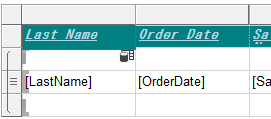 Last Name Order Date Sa
[LastName] [OrderDate] [Sa